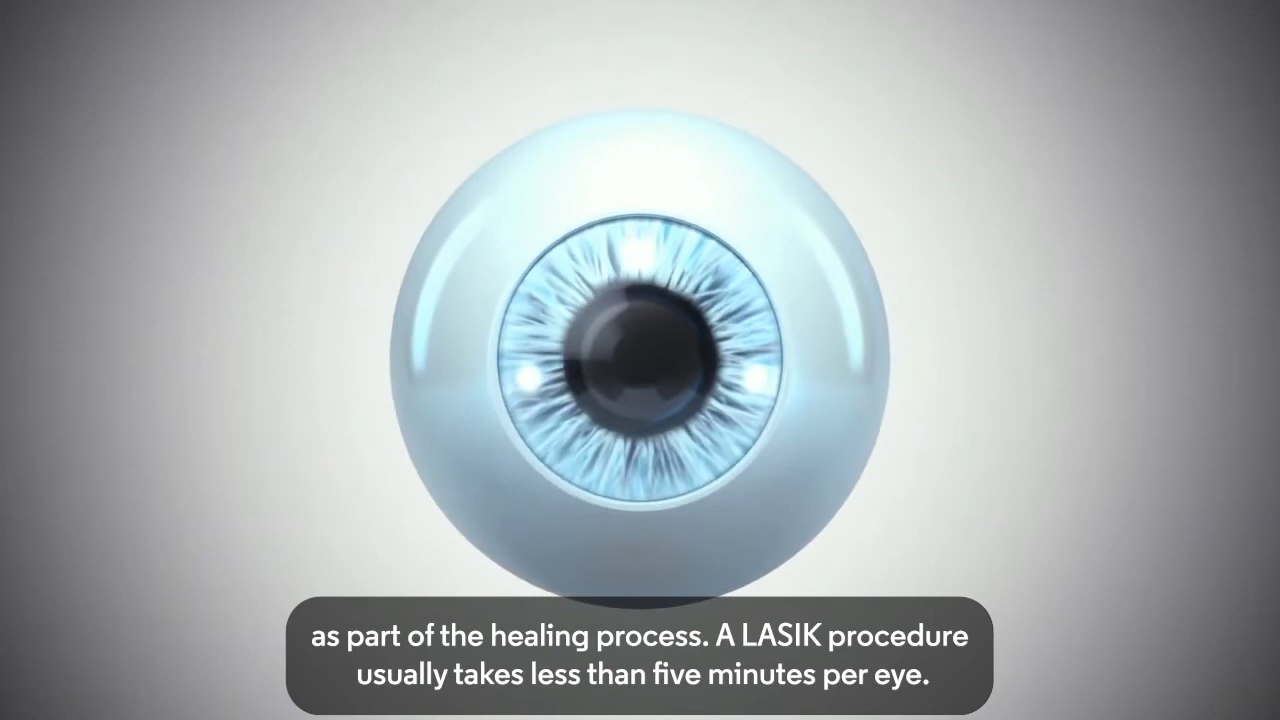 as part of the healing process. A LASIK procedure
usually takes less than five minutes per eye.